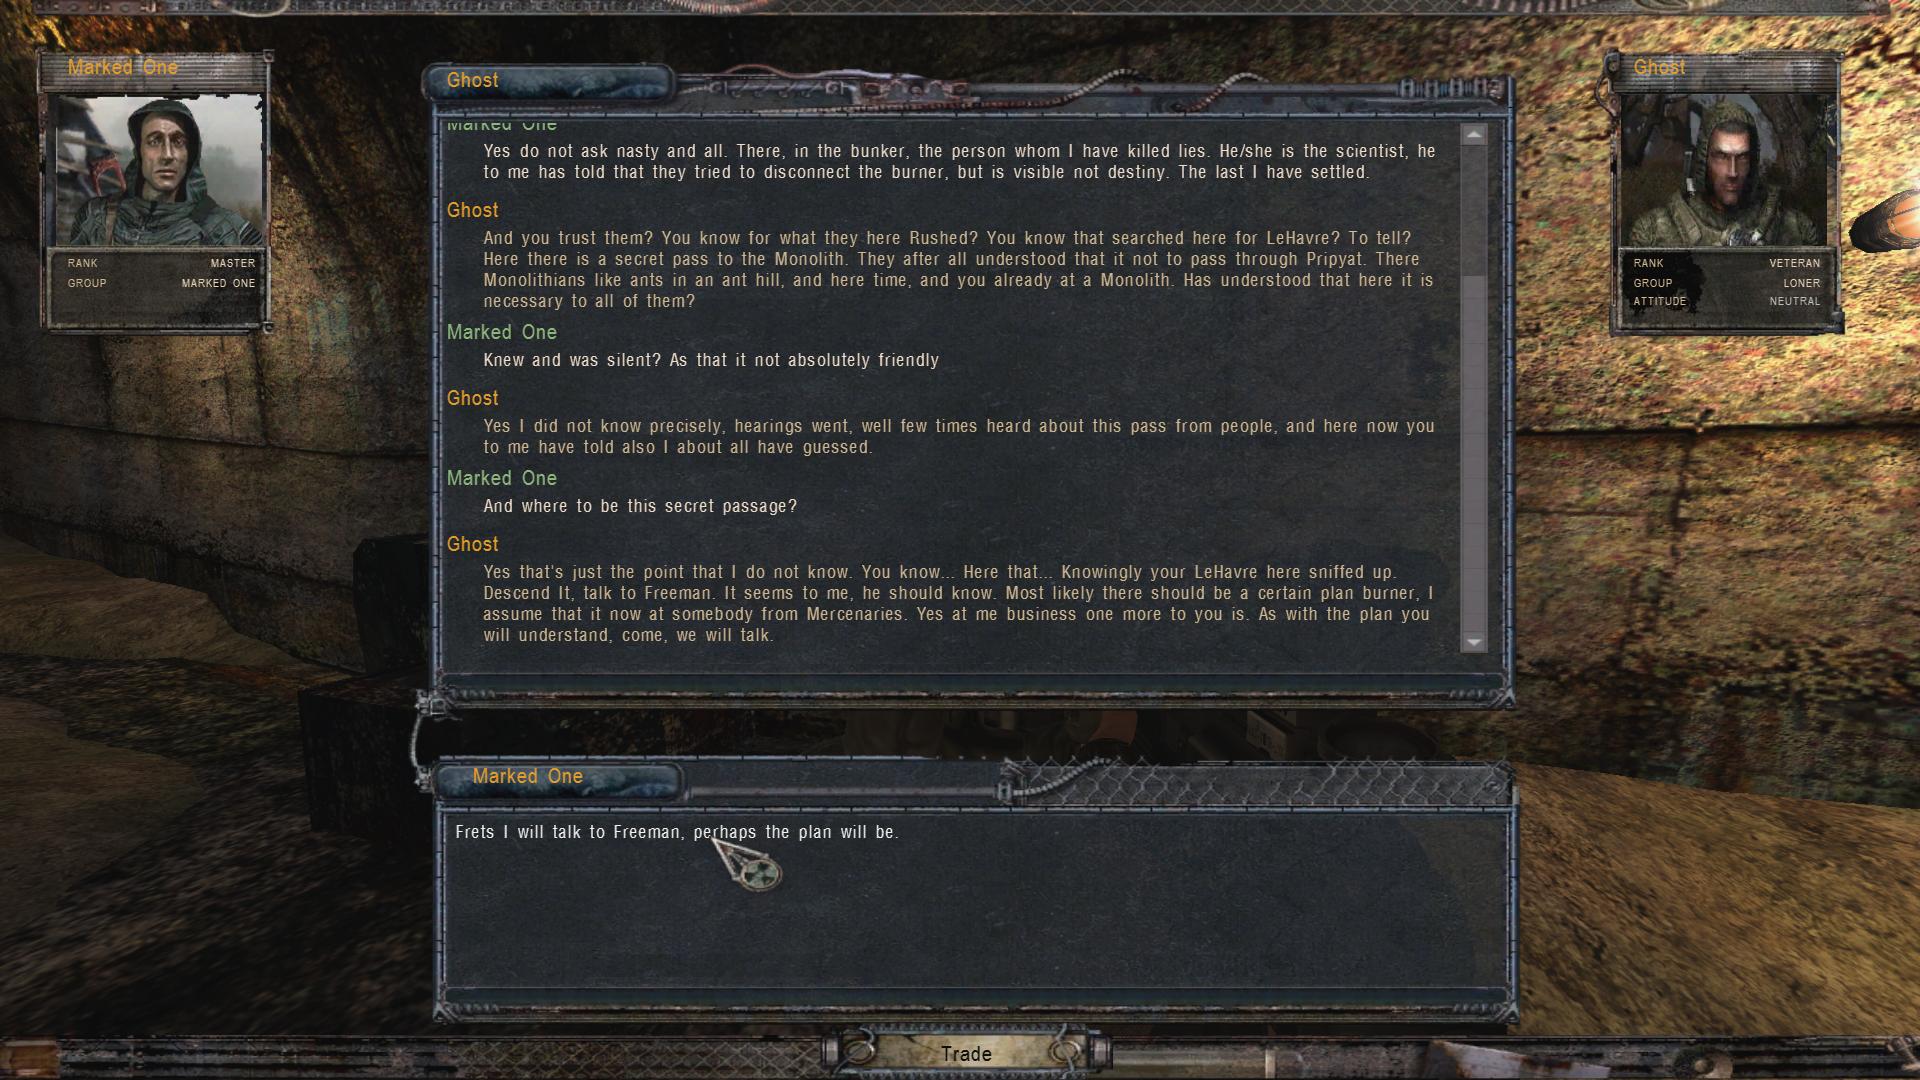 Marked One
Ghost
Ghost
RANK MASTER
GROUP MARKED ONE
RANK VETERAN
GROUP LONER
ATTITUDE NEUTRAL
Marked One
Yes do not ask nasty and all. There, in the bunker, the person whom I have killed lies. He/she is the scientist, he
to me has told that they tried to disconnect the burner, but is visible not destiny. The last I have settled.
Ghost
And you trust them? You know for what they here Rushed? You know that searched here for LeHavre? To tell?
Here there is a secret pass to the Monolith. They after all understood that it not to pass through Pripyat. There
Monolithians like ants in an ant hill, and here time, and you already at a Monolith. Has understood that here it is
necessary to all of them?
Marked One
Knew and was silent? As that it not absolutely friendly
Ghost
Yes I did not know precisely, hearings went, well few times heard about this pass from people, and here now you
to me have told also I about all have guessed.
Marked One
And where to be this secret passage?
Ghost
Yes that's just the point that I do not know. You know... Here that... Knowingly your LeHavre here sniffed up.
Descend It, talk to Freeman. It seems to me, he should know. Most likely there should be a certain plan burner, I
assume that it now at somebody from Mercenaries. Yes at me business one more to you is. As with the plan you
will understand, come, we will talk.
Marked One
Frets I will talk to Freeman, perhaps the plan will be.
Trade